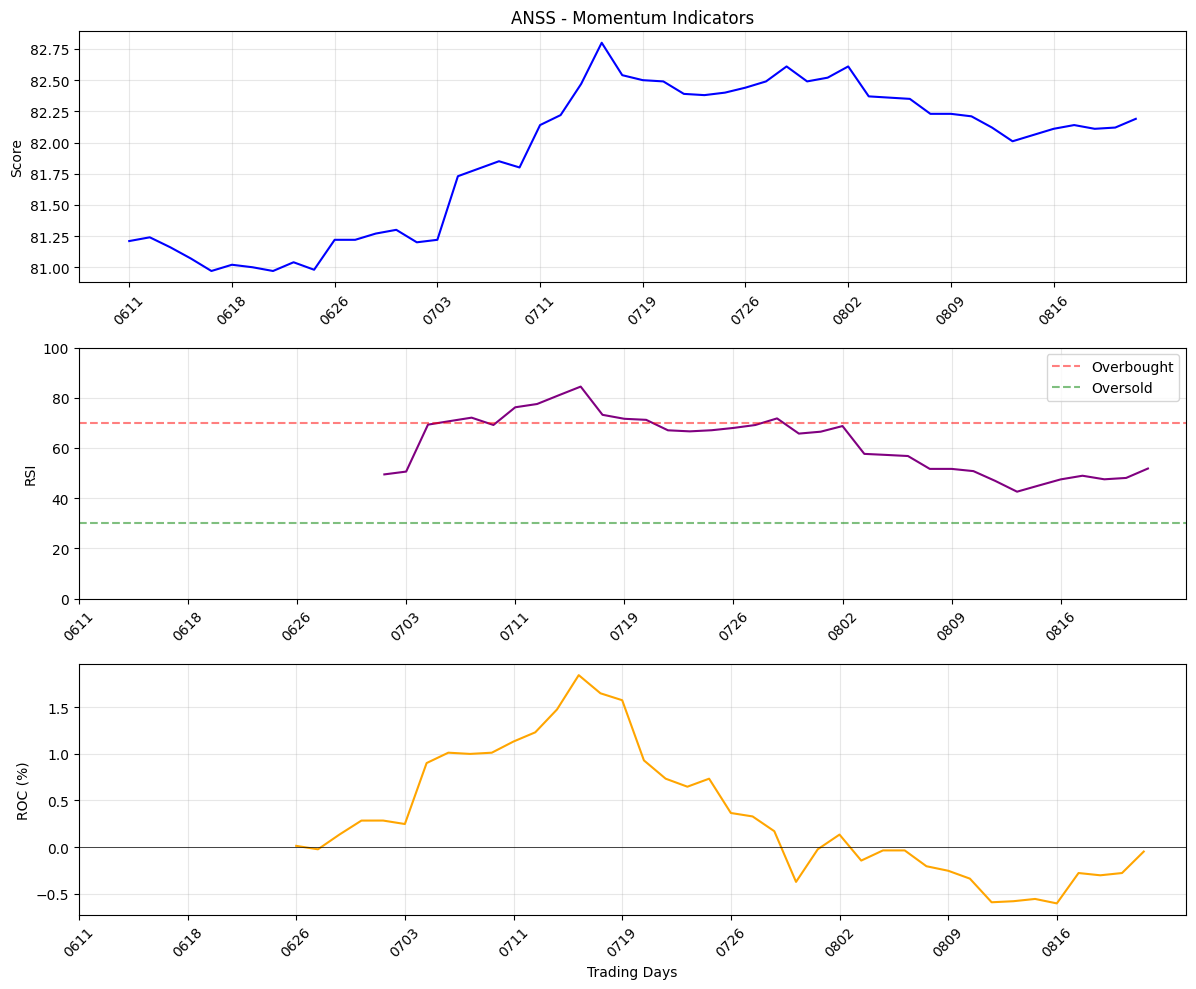 ANSS - Momentum Indicators
82.75
82.50
82.25
82.00
81.75
81.50
81.25
81.00
Score
0611 0618 0626 0703 0711 0719 0726 0802 0809 0816
100
80
60
40
20
0
RSI
Overbought
Oversold
0611 0618 0626 0703 0711 0719 0726 0802 0809 0816
1.5
1.0
0.5
0.0
−0.5
ROC (%)
0611 0618 0626 0703 0711 0719 0726 0802 0809 0816
Trading Days